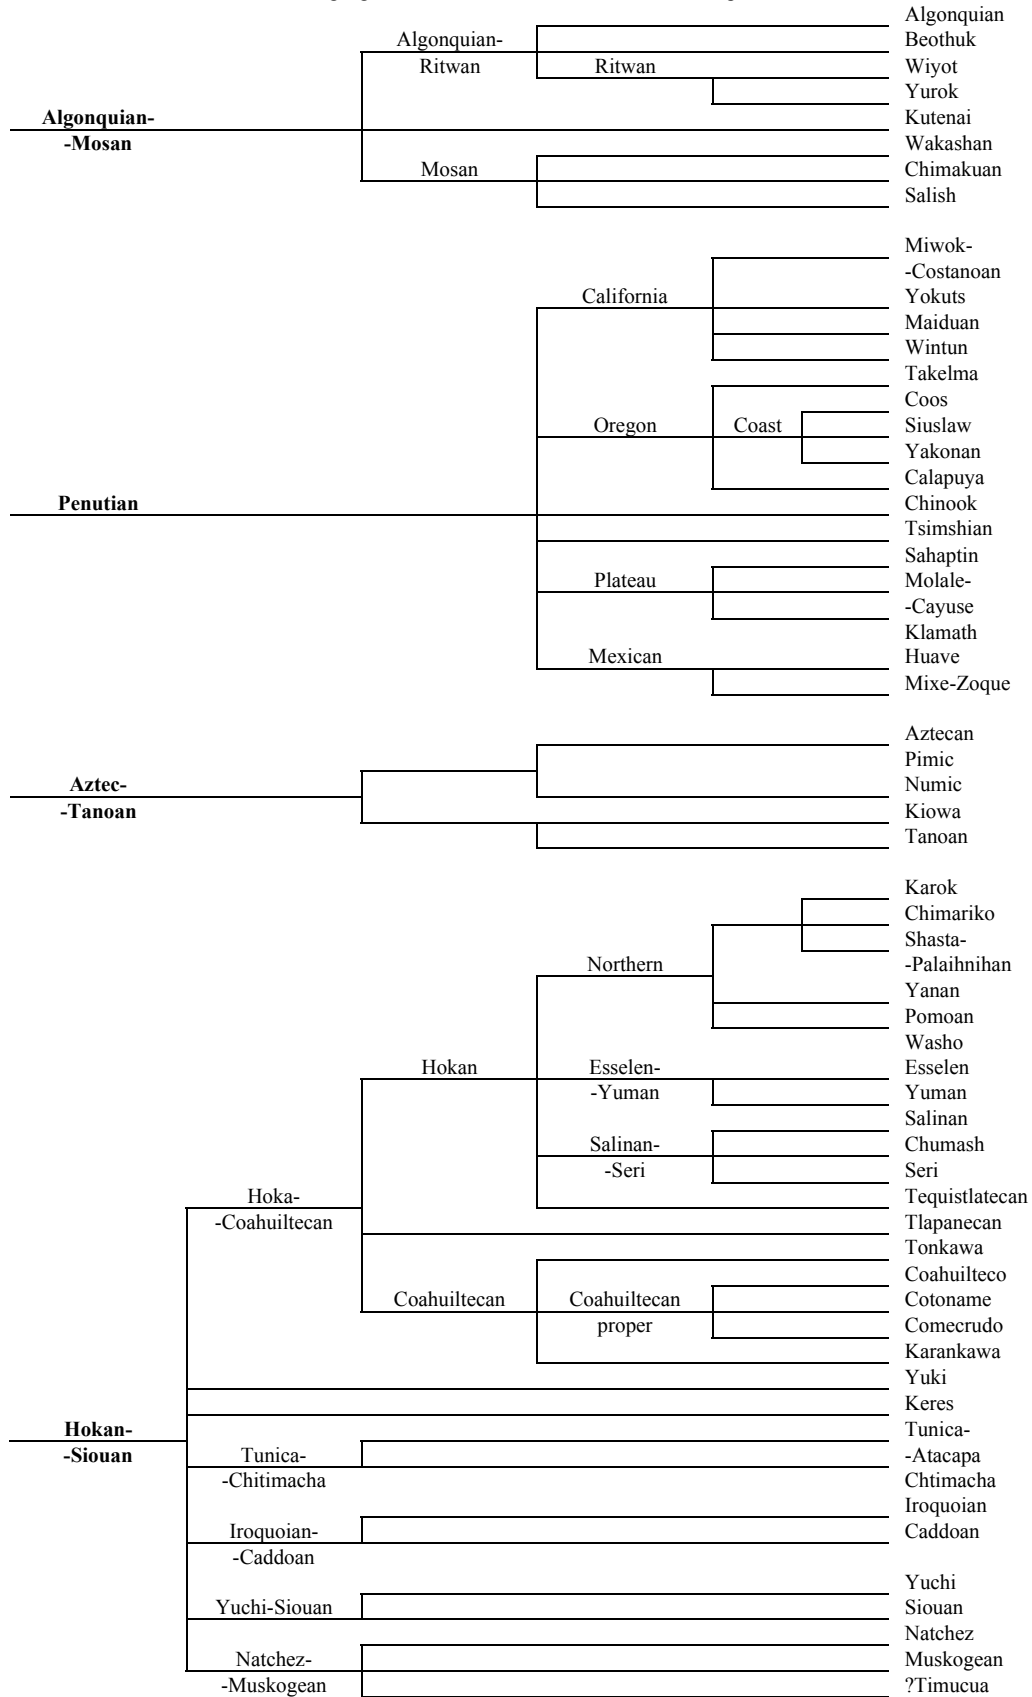 Algonquian
Algonquian- Beothuk
Ritwan Ritwan Wiyot
Yurok
Algonquian- Kutenai
-Mosan Wakashan
Mosan Chimakuan
Salish
Miwok-
-Costanoan
California Yokuts
Maiduan
Wintun
Takelma
Coos
Oregon Coast Siuslaw
Yakonan
Calapuya
Penutian Chinook
Tsimshian
Sahaptin
Plateau Molale-
-Cayuse
Klamath
Mexican Huave
Mixe-Zoque
Aztecan
Pimic
Aztec- Numic
-Tanoan Kiowa
Tanoan
Karok
Chimariko
Shasta-
Northern -Palaihnihan
Yanan
Pomoan
Washo
Hokan Esselen- Esselen
-Yuman Yuman
Salinan
Salinan- Chumash
-Seri Seri
Hoka- Tequistlatecan
-Coahuiltecan Tlapanecan
Tonkawa
Coahuilteco
Coahuiltecan Coahuiltecan Cotoname
proper Comecrudo
Karankawa
Yuki
Keres
Hokan- Tunica-
-Siouan Tunica- -Atacapa
-Chitimacha Chtimacha
Iroquoian
Iroquoian- Caddoan
-Caddoan
Yuchi
Yuchi-Siouan Siouan
Natchez
Natchez- Muskogean
-Muskogean ?Timucua